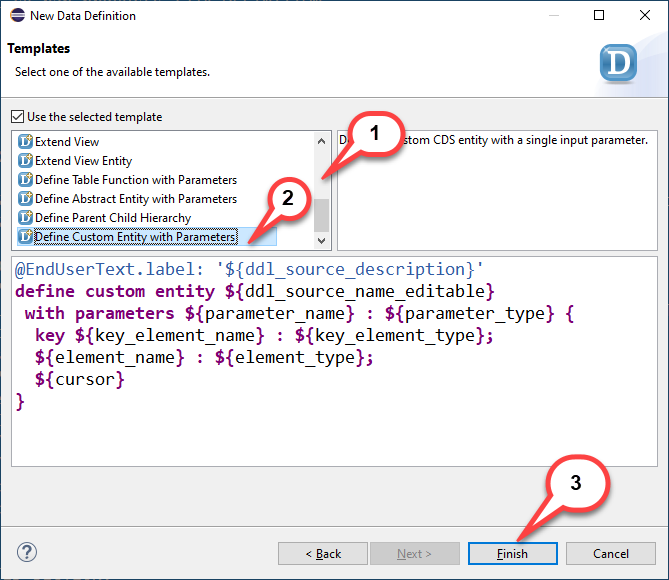 New Data Definition
Templates
Select one of the available templates.
D
Use the selected template
Extend View
Extend View Entity
Define Table Function with Parameters
Define Abstract Entity with Parameters
Define Parent Child Hierarchy
Define Custom Entity with Parameters
1
2
custom CDS entity with a single input parameter.
@EndUserText.label: '${ddl_source_description}'
define custom entity ${ddl_source_name_editable}
with parameters ${parameter_name} : ${parameter_type} {
key ${key_element_name} : ${key_element_type};
${element_name} : ${element_type};
${cursor}
}
3
?
< Back
Next >
Finish
Cancel